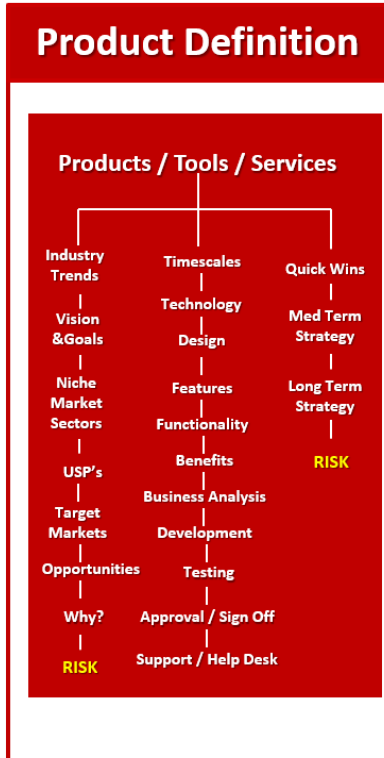 Product Definition
Products / Tools / Services
Industry
Trends
Vision
&Goals
Niche
Market
Sectors
USP's
Target
Markets
Opportunities
Why?
RISK
Timescales
Technology
Design
Features
Functionality
Benefits
Business Analysis
Development
Testing
Approval / Sign Off
Support / Help Desk
Quick Wins
Med Term
Strategy
Long Term
Strategy
RISK